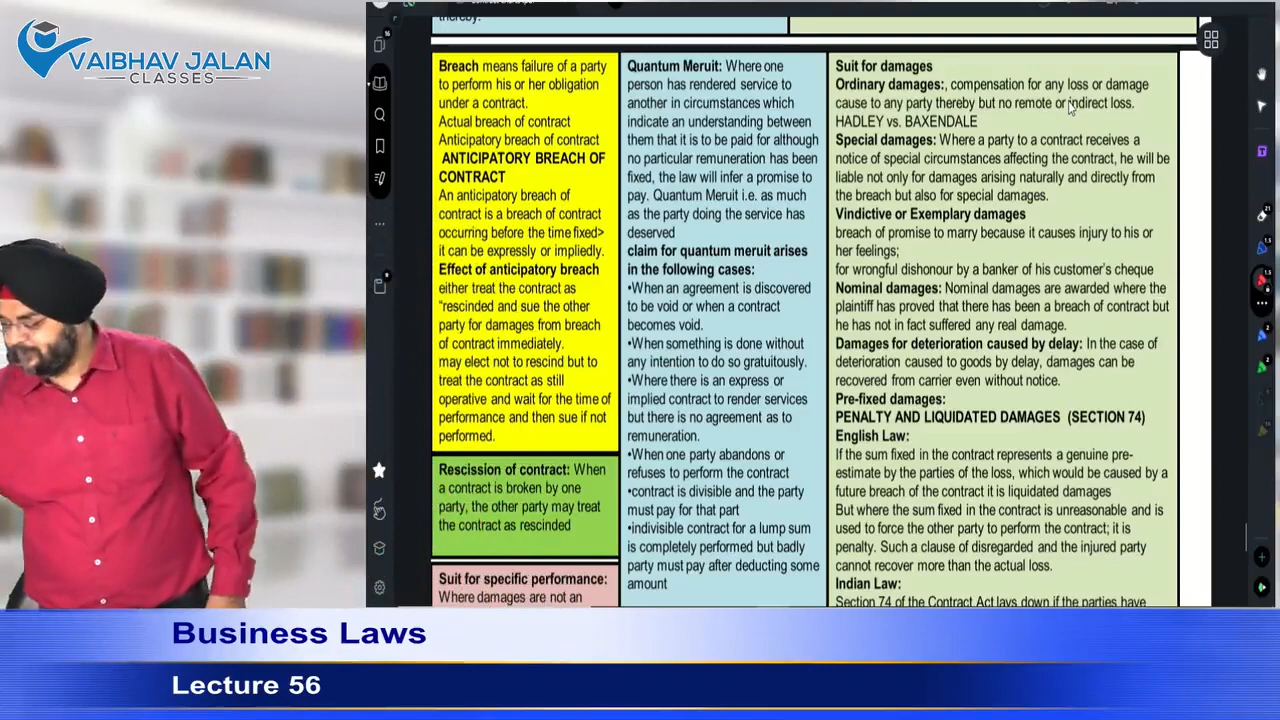 VAIBHAV JALAN
CLASSES
thereby.
Breach means failure of a party
to perform his or her obligation
under a contract.
Actual breach of contract
Anticipatory breach of contract
ANTICIPATORY BREACH OF
CONTRACT
An anticipatory breach of
contract is a breach of contract
occurring before the time fixed>
it can be expressly or impliedly.
Effect of anticipatory breach
either treat the contract as
“rescinded and sue the other
party for damages from breach
of contract immediately.
may elect not to rescind but to
treat the contract as still
operative and wait for the time of
performance and then sue if not
performed.
Rescission of contract: When
a contract is broken by one
party, the other party may treat
the contract as rescinded
Suit for specific performance:
Where damages are not an
Quantum Meruit: Where one
person has rendered service to
another in circumstances which
indicate an understanding between
them that it is to be paid for although
no particular remuneration has been
fixed, the law will infer a promise to
pay. Quantum Meruit i.e. as much
as the party doing the service has
deserved
claim for quantum meruit arises
in the following cases:
•When an agreement is discovered
to be void or when a contract
becomes void.
•When something is done without
any intention to do so gratuitously.
•Where there is an express or
implied contract to render services
but there is no agreement as to
remuneration.
•When one party abandons or
refuses to perform the contract
•contract is divisible and the party
must pay for that part
•indivisible contract for a lump sum
is completely performed but badly
party must pay after deducting some
amount
Suit for damages
Ordinary damages:, compensation for any loss or damage
cause to any party thereby but no remote or indirect loss.
HADLEY vs. BAXENDALE
Special damages: Where a party to a contract receives a
notice of special circumstances affecting the contract, he will be
liable not only for damages arising naturally and directly from
the breach but also for special damages.
Vindictive or Exemplary damages
breach of promise to marry because it causes injury to his or
her feelings;
for wrongful dishonour by a banker of his customer’s cheque
Nominal damages: Nominal damages are awarded where the
plaintiff has proved that there has been a breach of contract but
he has not in fact suffered any real damage.
Damages for deterioration caused by delay: In the case of
deterioration caused to goods by delay, damages can be
recovered from carrier even without notice.
Pre-fixed damages:
PENALTY AND LIQUIDATED DAMAGES (SECTION 74)
English Law:
If the sum fixed in the contract represents a genuine pre-
estimate by the parties of the loss, which would be caused by a
future breach of the contract it is liquidated damages
But where the sum fixed in the contract is unreasonable and is
used to force the other party to perform the contract; it is
penalty. Such a clause of disregarded and the injured party
cannot recover more than the actual loss.
Indian Law:
Section 74 of the Contract Act lays down if the parties have
Business Laws
Lecture 56